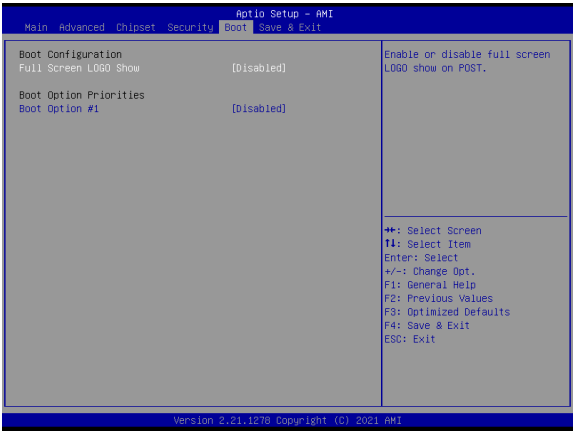 Aptio Setup – AMI
Main Advanced Chipset Security Boot Save & Exit
Boot Configuration
Full Screen LOGO Show [Disabled]
Boot Option Priorities
Boot Option #1 [Disabled]
Enable or disable full screen
LOGO show on POST.
→←: Select Screen
↑↓: Select Item
Enter: Select
+/-: Change Opt.
F1: General Help
F2: Previous Values
F3: Optimized Defaults
F4: Save & Exit
ESC: Exit
Version 2.21.1278 Copyright (C) 2021 AMI